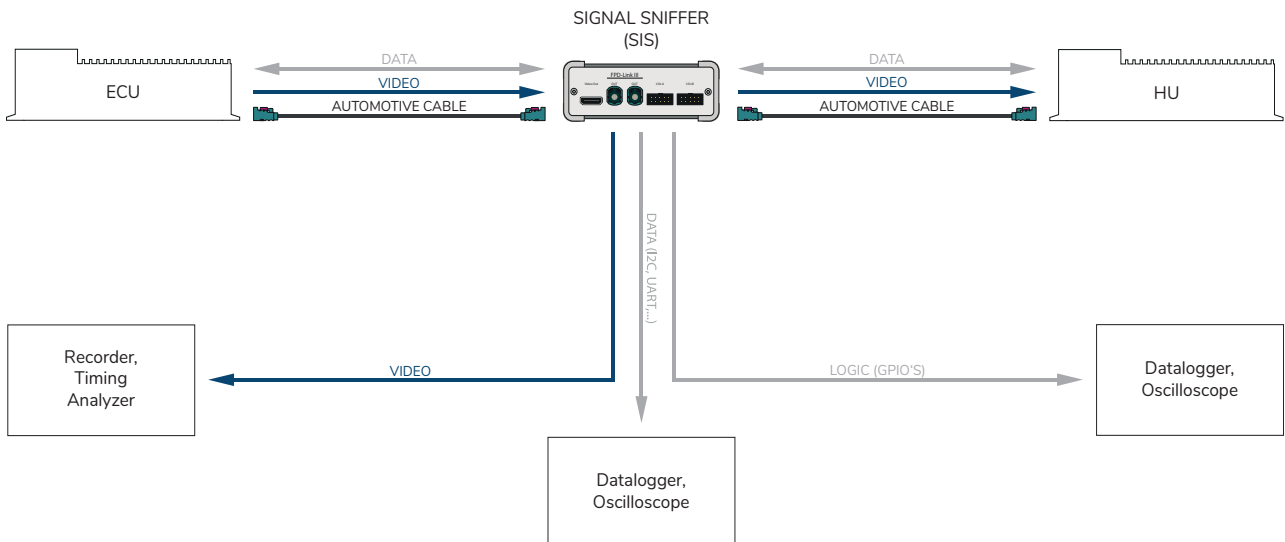 SIGNAL SNIFFER
(SIS)
DATA
VIDEO
AUTOMOTIVE CABLE
ECU
FPD-Link III
DATA
VIDEO
AUTOMOTIVE CABLE
HU
DATA (I2C, UART,...)
Recorder,
Timing
Analyzer
VIDEO
LOGIC (GPIO'S)
Datalogger,
Oscilloscope
Datalogger,
Oscilloscope